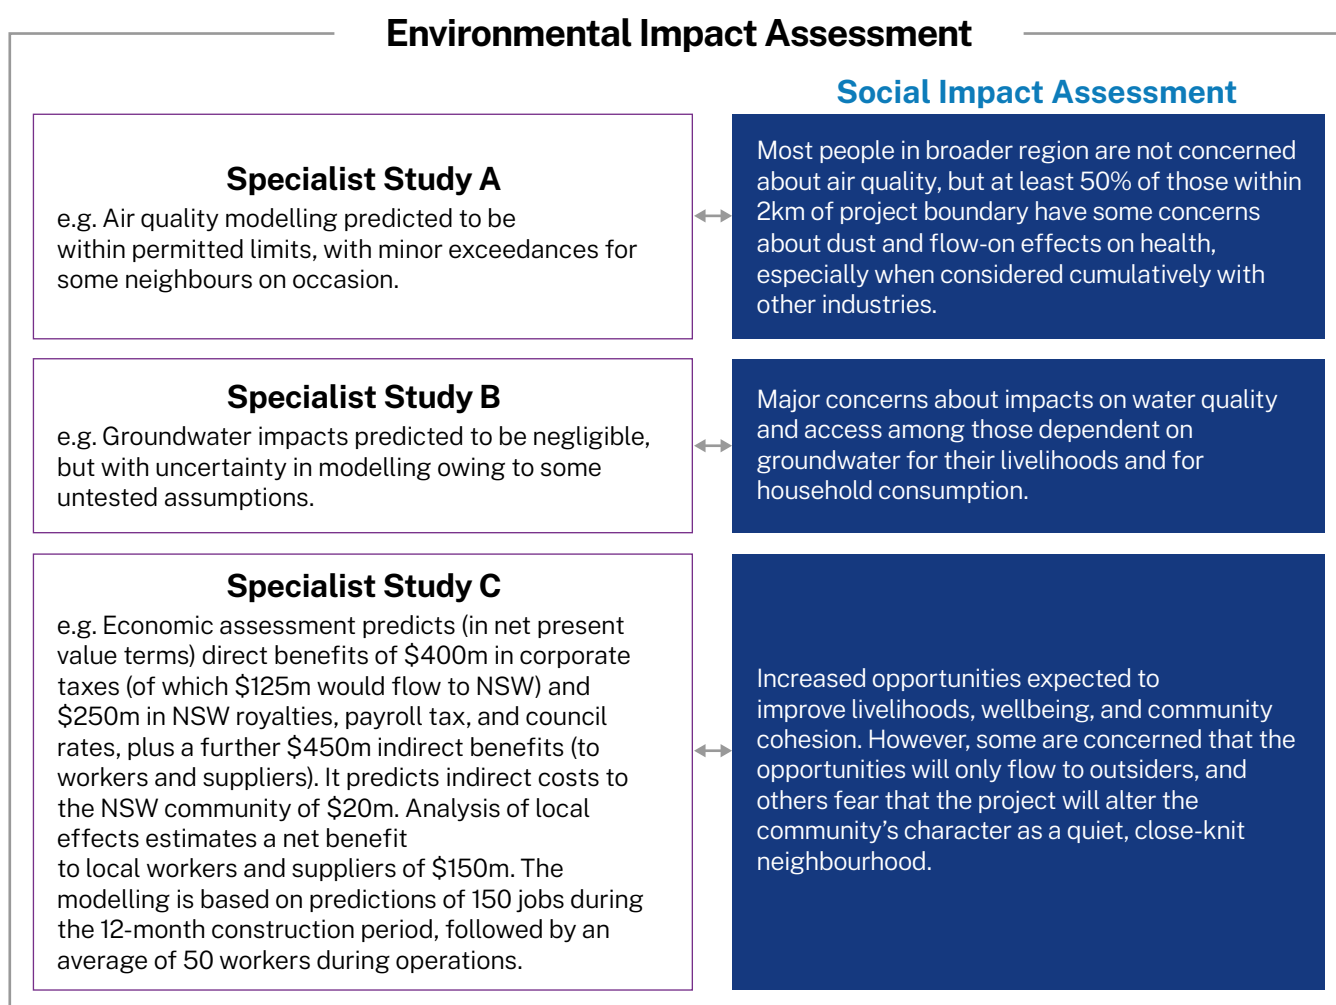 Environmental Impact Assessment
Social Impact Assessment
Specialist Study A
e.g. Air quality modelling predicted to be
within permitted limits, with minor exceedances for
some neighbours on occasion.
Most people in broader region are not concerned
about air quality, but at least 50% of those within
2km of project boundary have some concerns
about dust and flow-on effects on health,
especially when considered cumulatively with
other industries.
Specialist Study B
e.g. Groundwater impacts predicted to be negligible,
but with uncertainty in modelling owing to some
untested assumptions.
Major concerns about impacts on water quality
and access among those dependent on
groundwater for their livelihoods and for
household consumption.
Specialist Study C
e.g. Economic assessment predicts (in net present
value terms) direct benefits of $400m in corporate
taxes (of which $125m would flow to NSW) and
$250m in NSW royalties, payroll tax, and council
rates, plus a further $450m indirect benefits (to
workers and suppliers). It predicts indirect costs to
the NSW community of $20m. Analysis of local
effects estimates a net benefit
to local workers and suppliers of $150m. The
modelling is based on predictions of 150 jobs during
the 12-month construction period, followed by an
average of 50 workers during operations.
Increased opportunities expected to
improve livelihoods, wellbeing, and community
cohesion. However, some are concerned that the
opportunities will only flow to outsiders, and
others fear that the project will alter the
community’s character as a quiet, close-knit
neighbourhood.